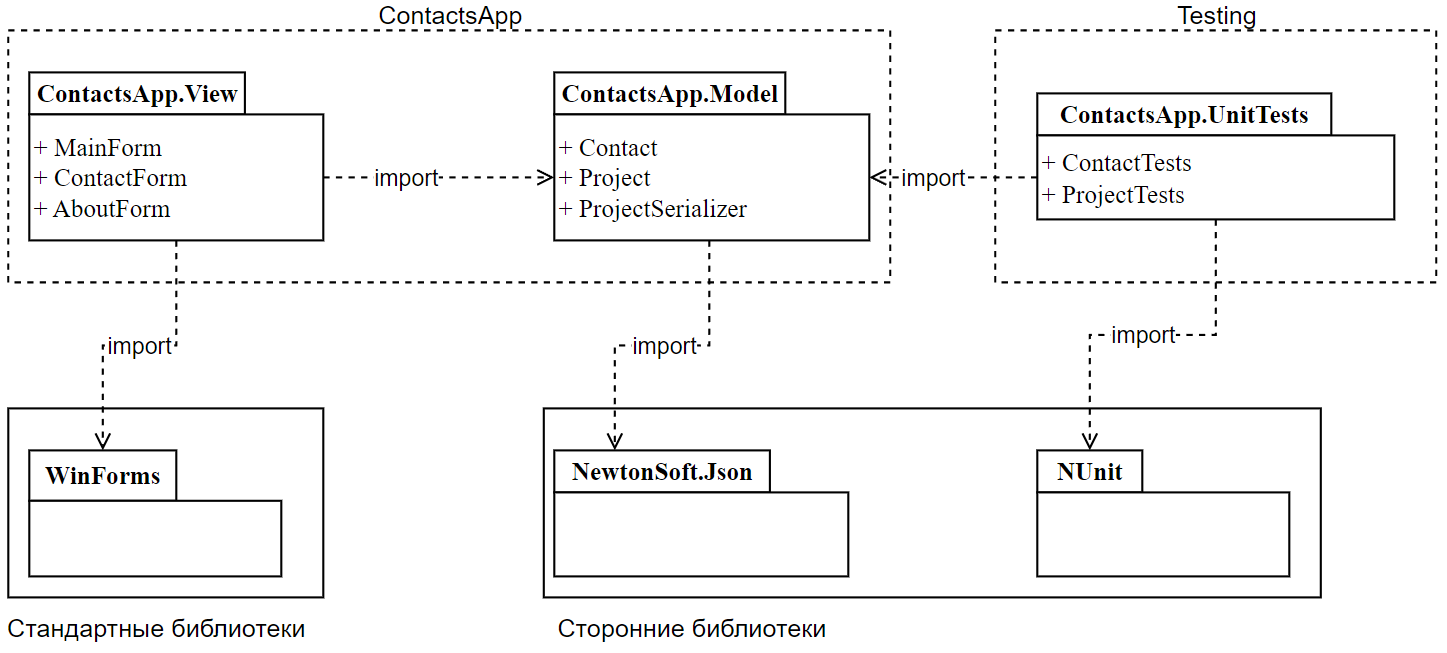 ContactsApp
Testing
ContactsApp.View
+ MainForm
+ ContactForm
+ AboutForm
import
ContactsApp.Model
+ Contact
+ Project
+ ProjectSerializer
import
ContactsApp.UnitTests
+ ContactTests
+ ProjectTests
import
import
import
WinForms
NewtonSoft.Json
NUnit
Стандартные библиотеки
Сторонние библиотеки